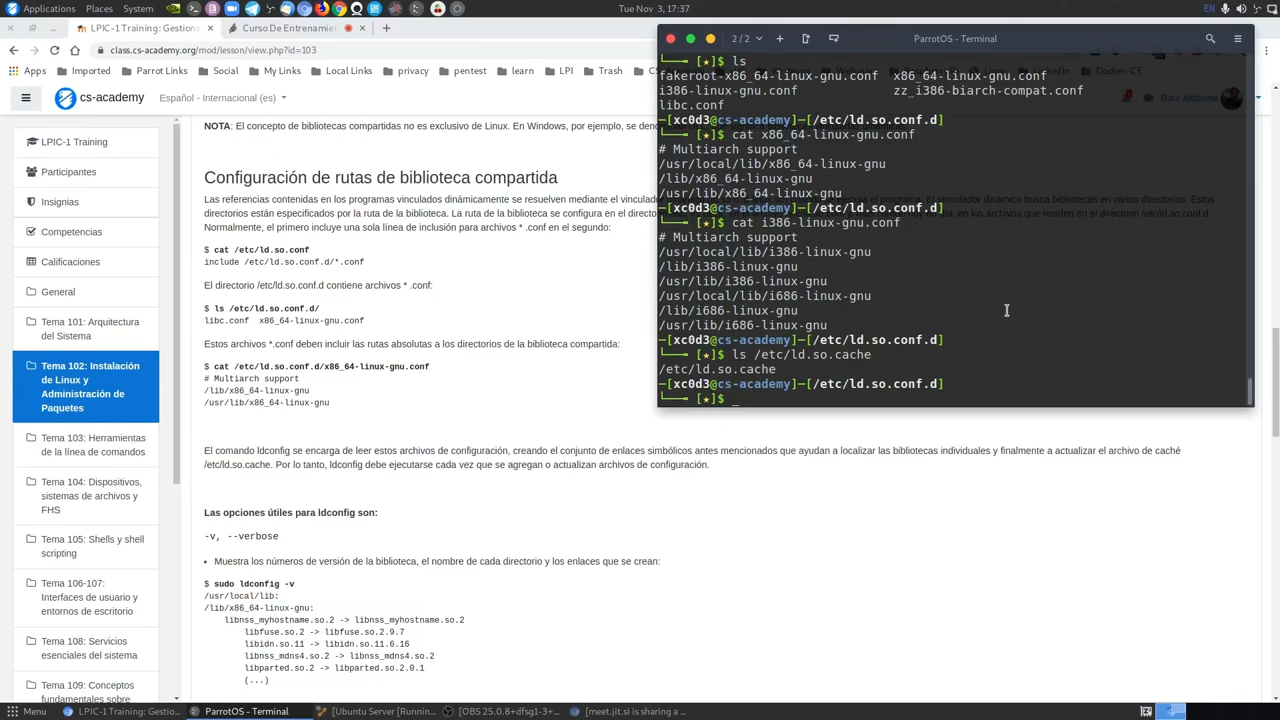 Applications Places System
Tue Nov 3, 17:37
EN
LPIC-1 Training: Gestion
Curso De Entrenamien
class.cs-academy.org/mod/lesson/view.php?id=103
Apps Imported Parrot Links Social My Links Local Links privacy pentest learn LPI Trash
Docker-CE
cs-academy
Español - Internacional (es)
Raul Alderete
LPIC-1 Training
Participantes
Insignias
Competencias
Calificaciones
General
Tema 101: Arquitectura
del Sistema
Tema 102: Instalación
de Linux y
Administración de
Paquetes
Tema 103: Herramientas
de la línea de comandos
Tema 104: Dispositivos,
sistemas de archivos y
FHS
Tema 105: Shells y shell
scripting
Tema 106-107:
Interfaces de usuario y
entornos de escritorio
Tema 108: Servicios
esenciales del sistema
Tema 109: Conceptos
fundamentales sobre
NOTA: El concepto de bibliotecas compartidas no es exclusivo de Linux. En Windows, por ejemplo, se deno
Configuración de rutas de biblioteca compartida
Las referencias contenidas en los programas vinculados dinámicamente se resuelven mediante el vinculador
directorios están especificados por la ruta de la biblioteca. La ruta de la biblioteca se configura en el directorio
Normalmente, el primero incluye una sola línea de inclusión para archivos * .conf en el segundo:
$ cat /etc/ld.so.conf
include /etc/ld.so.conf.d/*.conf
El directorio /etc/ld.so.conf.d contiene archivos * .conf:
$ ls /etc/ld.so.conf.d/
libc.conf x86_64-linux-gnu.conf
Estos archivos *.conf deben incluir las rutas absolutas a los directorios de la biblioteca compartida:
$ cat /etc/ld.so.conf.d/x86_64-linux-gnu.conf
# Multiarch support
/lib/x86_64-linux-gnu
/usr/lib/x86_64-linux-gnu
El comando ldconfig se encarga de leer estos archivos de configuración, creando el conjunto de enlaces simbólicos antes mencionados que ayudan a localizar las bibliotecas individuales y finalmente a actualizar el archivo de caché
/etc/ld.so.cache. Por lo tanto, ldconfig debe ejecutarse cada vez que se agregan o actualizan archivos de configuración.
Las opciones útiles para ldconfig son:
-v, --verbose
• Muestra los números de versión de la biblioteca, el nombre de cada directorio y los enlaces que se crean:
$ sudo ldconfig -v
/usr/local/lib:
/lib/x86_64-linux-gnu:
libnss_myhostname.so.2 -> libnss_myhostname.so.2
libfuse.so.2 -> libfuse.so.2.9.7
libidn.so.11 -> libidn.so.11.6.16
libnss_mdns4.so.2 -> libnss_mdns4.so.2
libparted.so.2 -> libparted.so.2.0.1
(...)
2 / 2
ParrotOS - Terminal
└── [★]$ ls
fakeroot-x86_64-linux-gnu.conf x86_64-linux-gnu.conf
i386-linux-gnu.conf zz_i386-biarch-compat.conf
libc.conf
─[xc0d3@cs-academy]─[/etc/ld.so.conf.d]
└── [★]$ cat x86_64-linux-gnu.conf
# Multiarch support
/usr/local/lib/x86_64-linux-gnu
/lib/x86_64-linux-gnu
/usr/lib/x86_64-linux-gnu
─[xc0d3@cs-academy]─[/etc/ld.so.conf.d]
└── [★]$ cat i386-linux-gnu.conf
# Multiarch support
/usr/local/lib/i386-linux-gnu
/lib/i386-linux-gnu
/usr/lib/i386-linux-gnu
/usr/local/lib/i686-linux-gnu
/lib/i686-linux-gnu
/usr/lib/i686-linux-gnu
─[xc0d3@cs-academy]─[/etc/ld.so.conf.d]
└── [★]$ ls /etc/ld.so.cache
/etc/ld.so.cache
─[xc0d3@cs-academy]─[/etc/ld.so.conf.d]
└── [★]$ _
Menu
LPIC-1 Training: Gestio...
ParrotOS - Terminal
[Ubuntu Server [Runnin...
[OBS 25.0.8+dfsg1-3+...
[meet.jit.si is sharing a ...